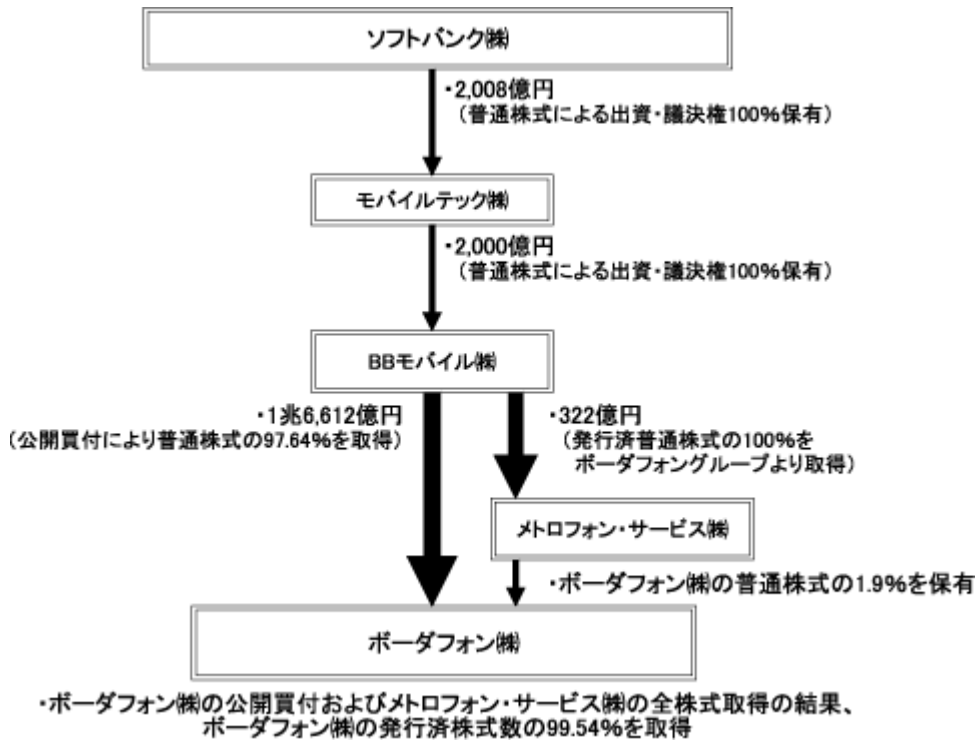 ソフトバンク㈱
・2,008億円
（普通株式による出資・議決権100%保有）
モバイルテック㈱
・2,000億円
（普通株式による出資・議決権100%保有）
BBモバイル㈱
・1兆6,612億円
（公開買付により普通株式の97.64%を取得）
・322億円
（発行済普通株式の100%を
ボーダフォングループより取得）
メトロフォン・サービス㈱
・ボーダフォン㈱の普通株式の1.9%を保有
ボーダフォン㈱
・ボーダフォン㈱の公開買付およびメトロフォン・サービス㈱の全株式取得の結果、
ボーダフォン㈱の発行済株式数の99.54%を取得